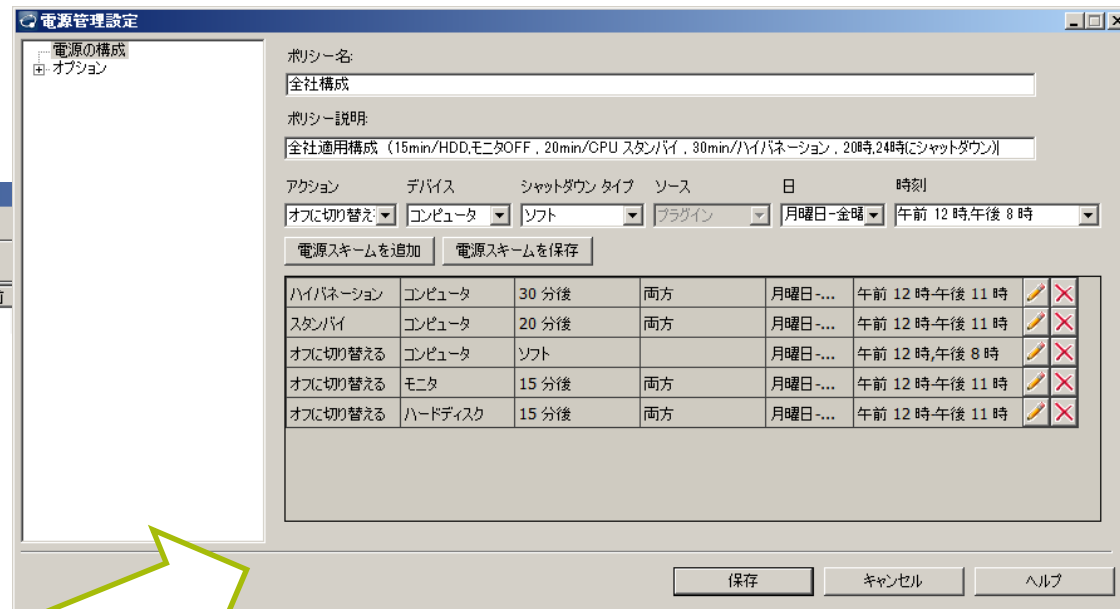 電源管理設定
電源の構成
オプション
ポリシー名:
全社構成
ポリシー説明:
全社適用構成（15min/HDD,モニタOFF , 20min/CPU スタンバイ , 30min/ハイバネーション , 20時,24時にシャットダウン)
アクション デバイス シャットダウン タイプ ソース 日 時刻
オフに切り替え コンピュータ ソフト プラグイン 月曜日-金曜 午前 12 時,午後 8 時
電源スキームを追加 電源スキームを保存
ハイバネーション コンピュータ 30 分後 両方 月曜日-... 午前 12 時-午後 11 時
スタンバイ コンピュータ 20 分後 両方 月曜日-... 午前 12 時-午後 11 時
オフに切り替える コンピュータ ソフト 月曜日-... 午前 12 時,午後 8 時
オフに切り替える モニタ 15 分後 両方 月曜日-... 午前 12 時-午後 11 時
オフに切り替える ハードディスク 15 分後 両方 月曜日-... 午前 12 時-午後 11 時
保存 キャンセル ヘルプ